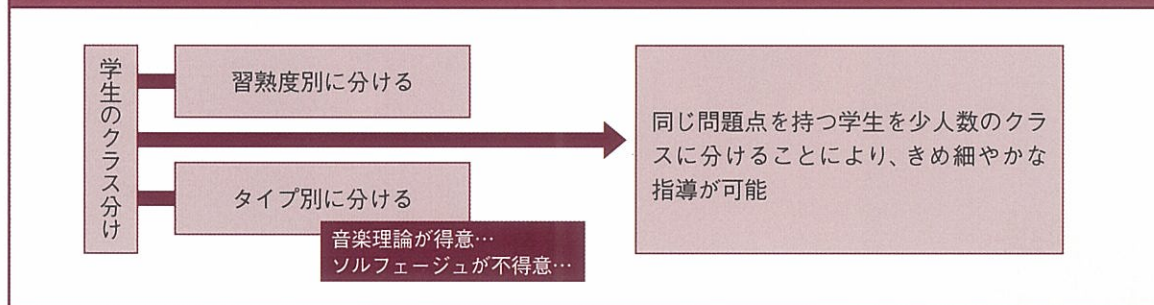 学生のクラス分け
習熟度別に分ける
タイプ別に分ける
音楽理論が得意…
ソルフェージュが不得意…
同じ問題点を持つ学生を少人数のクラ
スに分けることにより、きめ細やかな
指導が可能